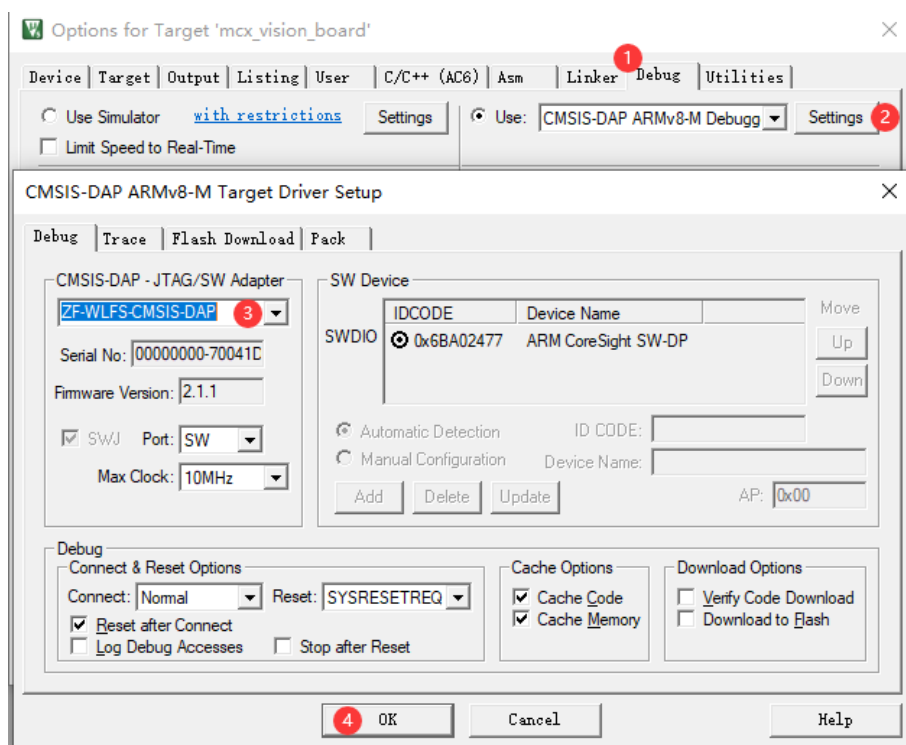 Options for Target 'mcx_vision_board'
1
Device Target Output Listing User C/C++ (AC6) Asm Linker Debug Utilities
Use Simulator with restrictions Settings Use: CMSIS-DAP ARMv8-M Debugg Settings 2
Limit Speed to Real-Time
CMSIS-DAP ARMv8-M Target Driver Setup
Debug Trace Flash Download Pack
CMSIS-DAP - JTAG/SW Adapter
ZF-WLFS-CMSIS-DAP 3
Serial No: 00000000-70041D
Firmware Version: 2.1.1
SWJ Port: SW
Max Clock: 10MHz
SW Device
IDCODE Device Name
SWDIO 0x6BA02477 ARM CoreSight SW-DP
Move
Up
Down
Automatic Detection ID CODE:
Manual Configuration Device Name:
Add Delete Update AP: 0x00
Debug
Connect & Reset Options
Connect: Normal Reset: SYSRESETREQ
Reset after Connect
Log Debug Accesses Stop after Reset
Cache Options
Cache Code
Cache Memory
Download Options
Verify Code Download
Download to Flash
4 OK Cancel Help